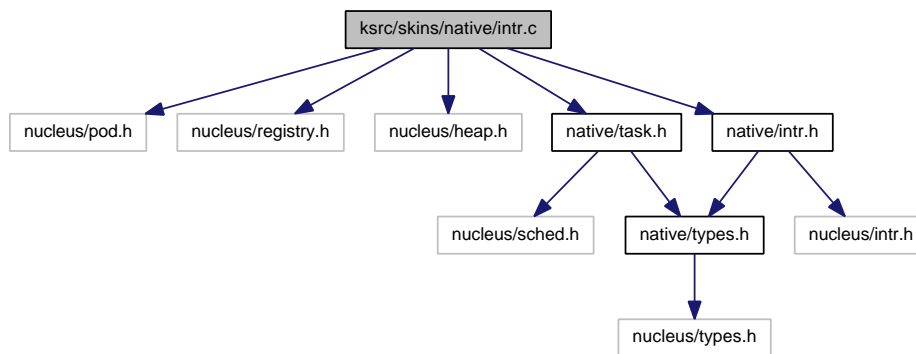 ksrc/skins/native/intr.c
nucleus/pod.h
nucleus/registry.h
nucleus/heap.h
native/task.h
native/intr.h
nucleus/sched.h
native/types.h
nucleus/intr.h
nucleus/types.h